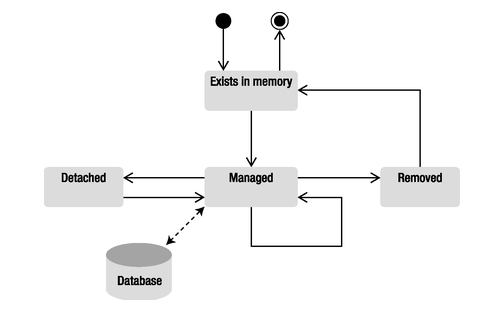 Exists in memory
Detached
Managed
Removed
Database